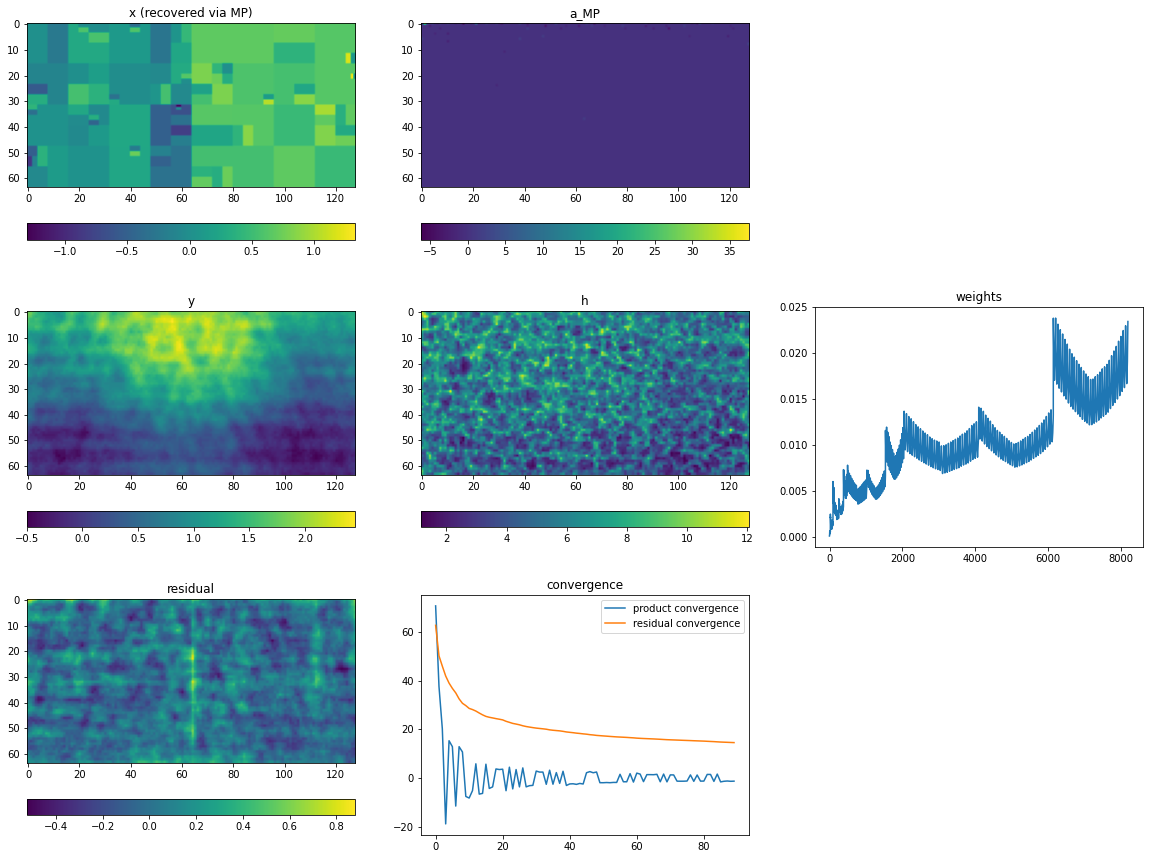 x (recovered via MP)
0
10
20
30
40
50
60
0 20 40 60 80 100 120
−1.0 −0.5 0.0 0.5 1.0
a_MP
0
10
20
30
40
50
60
0 20 40 60 80 100 120
−5 0 5 10 15 20 25 30 35
y
0
10
20
30
40
50
60
0 20 40 60 80 100 120
−0.5 0.0 0.5 1.0 1.5 2.0
h
0
10
20
30
40
50
60
0 20 40 60 80 100 120
2 4 6 8 10 12
weights
0.025
0.020
0.015
0.010
0.005
0.000
0 2000 4000 6000 8000
residual
0
10
20
30
40
50
60
0 20 40 60 80 100 120
−0.4 −0.2 0.0 0.2 0.4 0.6 0.8
convergence
product convergence
residual convergence
60
40
20
0
−20
0 20 40 60 80